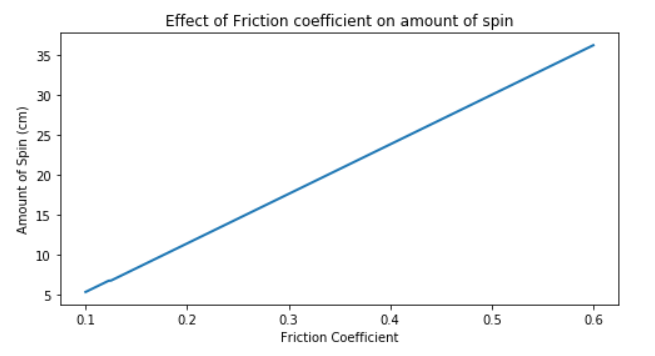 Effect of Friction coefficient on amount of spin
Amount of Spin (cm)
35
30
25
20
15
10
5
0.1 0.2 0.3 0.4 0.5 0.6
Friction Coefficient